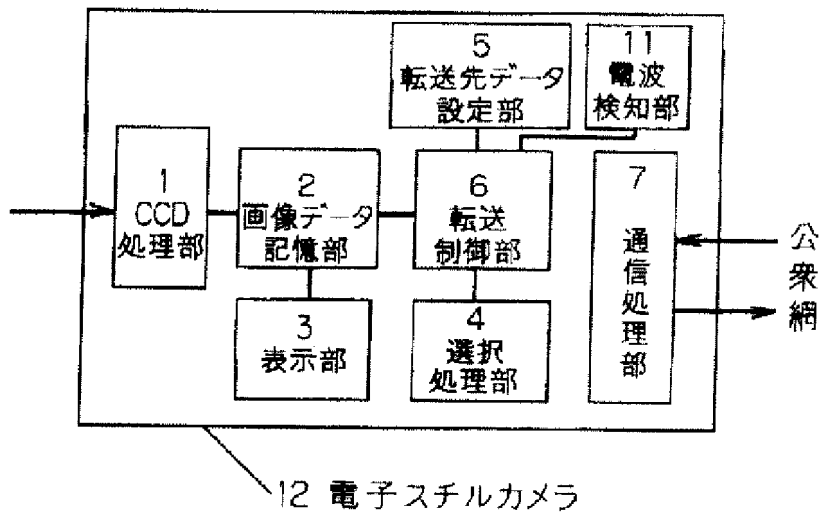 5
転送先データ
設定部
11
電波
検知部
1
CCD
処理部
2
画像データ
記憶部
6
転送
制御部
7
通信処理部
公衆網
3
表示部
4
選択
処理部
12 電子スチルカメラ